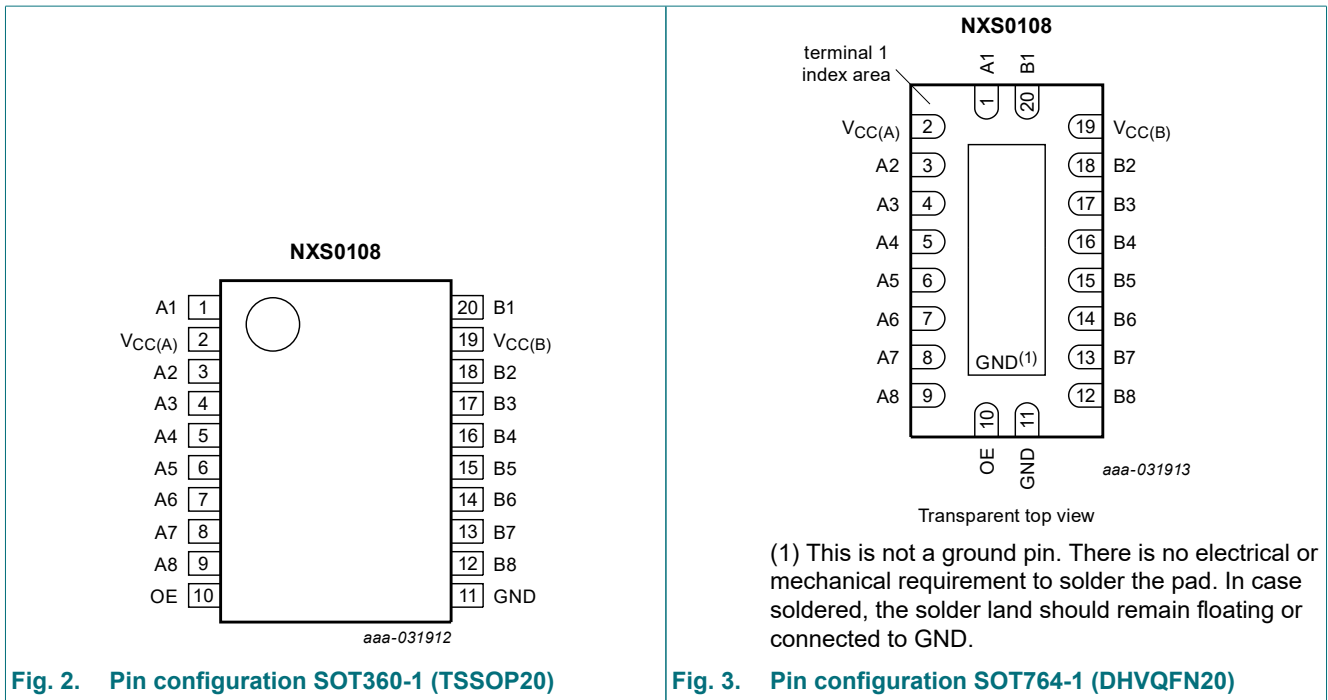 NXS0108
A1 1
VCC(A) 2
A2 3
A3 4
A4 5
A5 6
A6 7
A7 8
A8 9
OE 10
20 B1
19 VCC(B)
18 B2
17 B3
16 B4
15 B5
14 B6
13 B7
12 B8
11 GND
aaa-031912
Fig. 2. Pin configuration SOT360-1 (TSSOP20)
NXS0108
terminal 1
index area
A1 B1
1 20
VCC(A) 2
A2 3
A3 4
A4 5
A5 6
A6 7
A7 8
A8 9
19 VCC(B)
18 B2
17 B3
16 B4
15 B5
14 B6
13 B7
12 B8
GND(1)
10 11
OE GND
aaa-031913
Transparent top view
(1) This is not a ground pin. There is no electrical or
mechanical requirement to solder the pad. In case
soldered, the solder land should remain floating or
connected to GND.
Fig. 3. Pin configuration SOT764-1 (DHVQFN20)